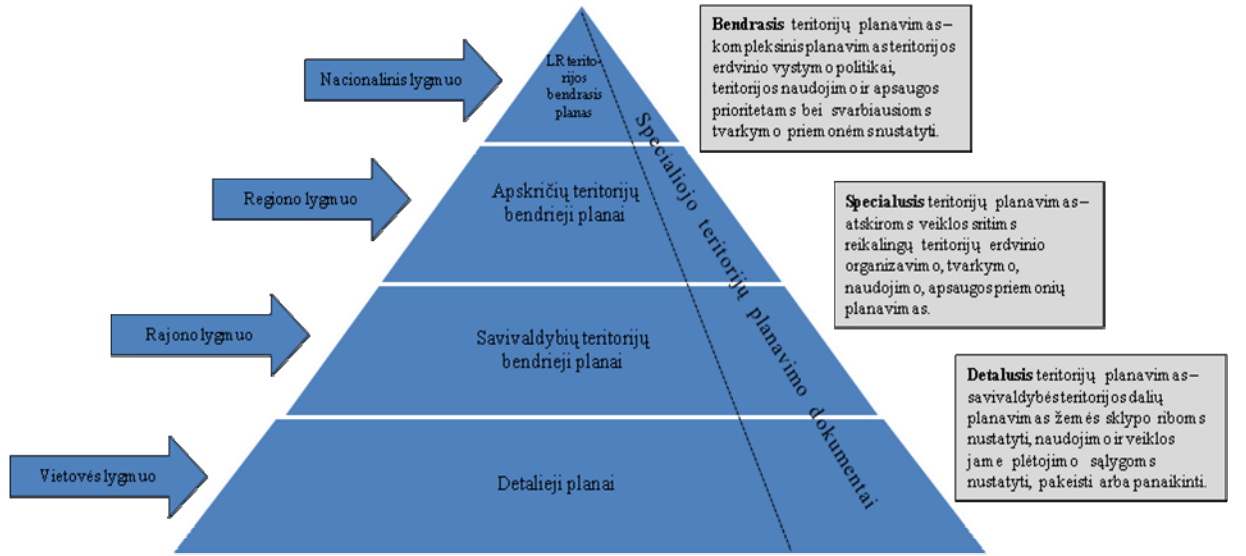 Nacionalinis lygmuo
LR terito-
rijos
bendrasis
planas
Bendrasis teritorijų planavimas–
kompleksinis planavimas teritorijos
erdvinio vystymo politikai,
teritorijos naudojimo ir apsaugos
prioritetams bei svarbiausioms
tvarkymo priemonėms nustatyti.
Regiono lygmuo
Apskričių teritorijų
bendrieji planai
Specialiojo teritorijų planavimo dokumentai
Specialusis teritorijų planavimas–
atskiroms veiklos sritims
reikalingų teritorijų erdvinio
organizavimo, tvarkymo,
naudojimo, apsaugos priemonių
planavimas.
Rajono lygmuo
Savivaldybių teritorijų
bendrieji planai
Detalusis teritorijų planavimas–
savivaldybės teritorijos dalių
planavimas žemės sklypo riboms
nustatyti, naudojimo ir veiklos
jame plėtojimo sąlygoms
nustatyti, pakeisti arba panaikinti.
Vietovės lygmuo
Detalieji planai